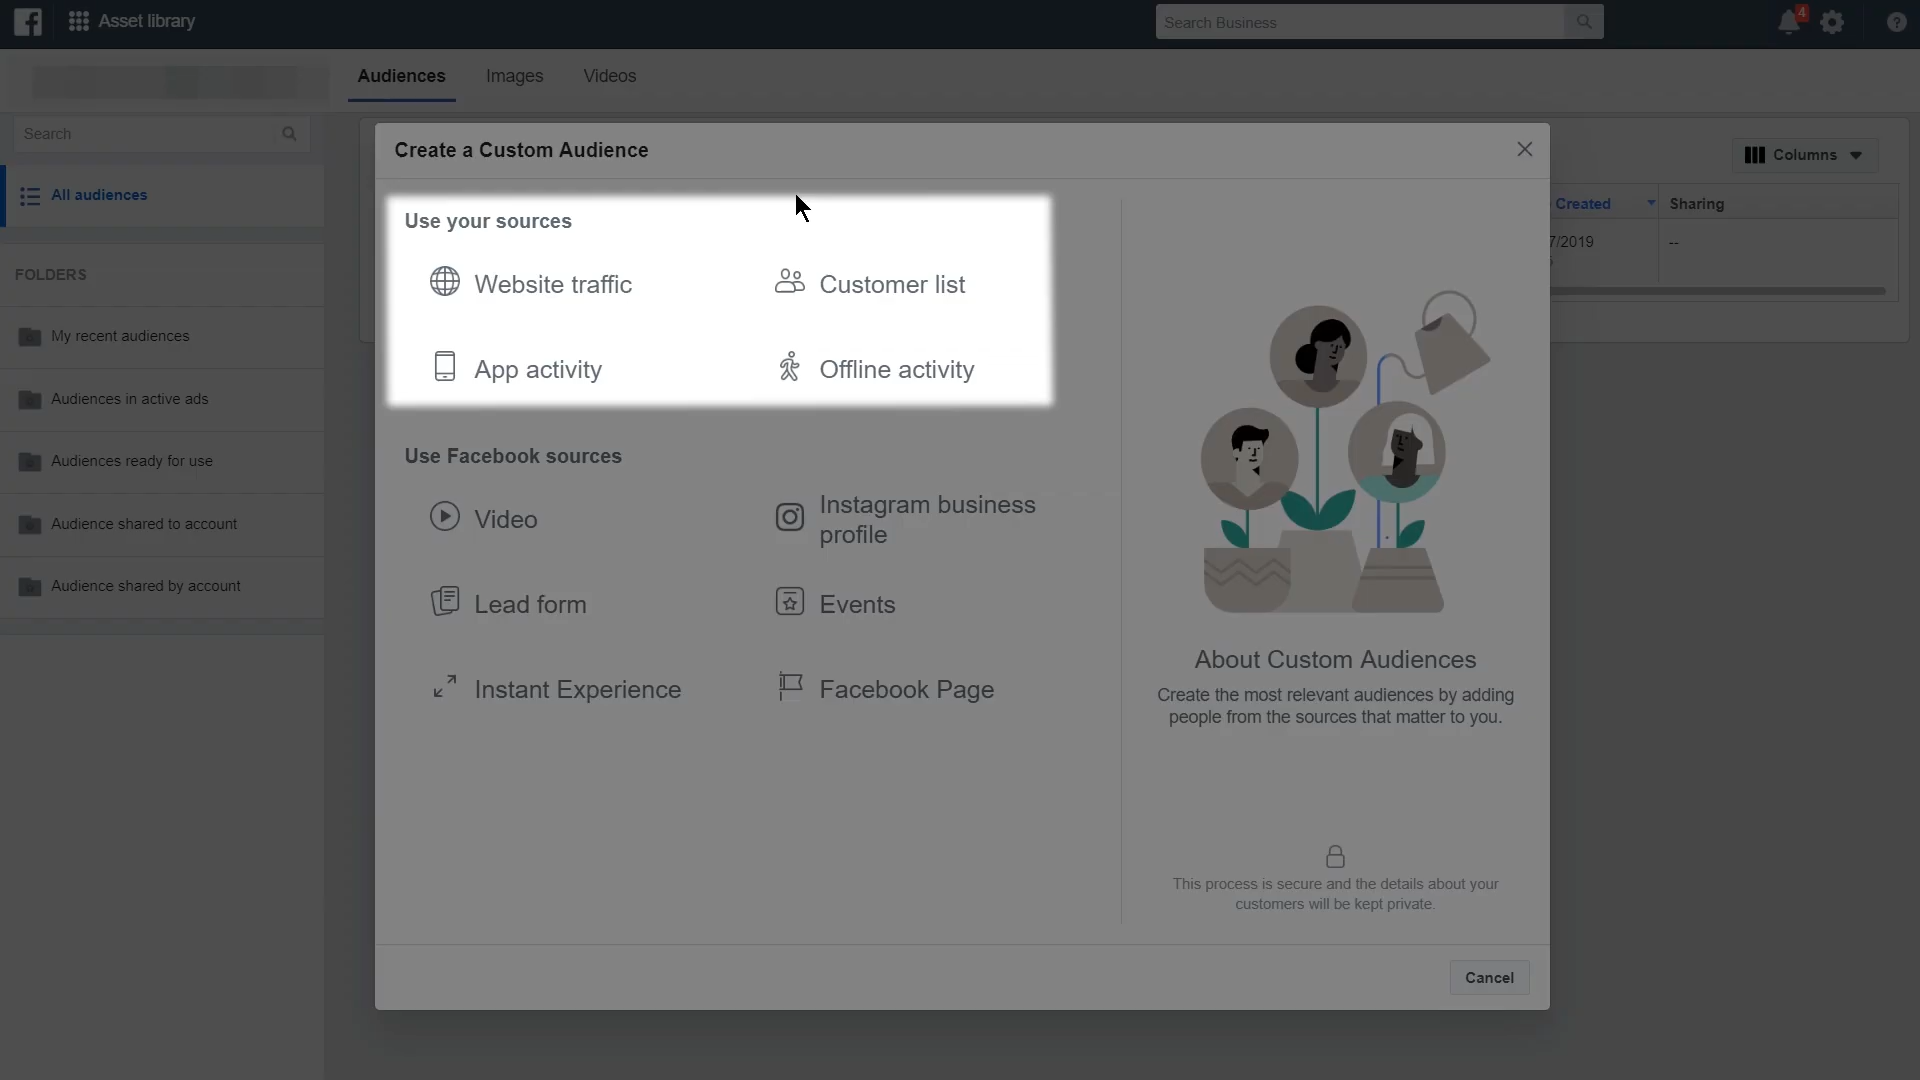 Asset library
Search Business
4
?
Audiences
Images
Videos
Search
All audiences
FOLDERS
My recent audiences
Audiences in active ads
Audiences ready for use
Audience shared to account
Audience shared by account
Columns
Created
Sharing
7/2019
--
Create a Custom Audience
Use your sources
Website traffic
Customer list
App activity
Offline activity
Use Facebook sources
Video
Instagram business
profile
Lead form
Events
Instant Experience
Facebook Page
About Custom Audiences
Create the most relevant audiences by adding
people from the sources that matter to you.
This process is secure and the details about your
customers will be kept private.
Cancel